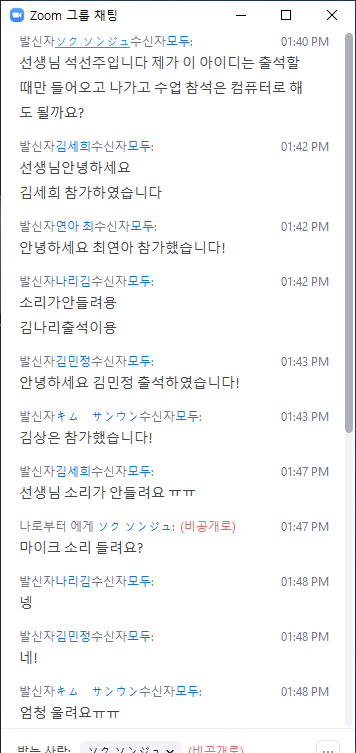 Zoom 그룹 채팅
발신자ソク ソンジュ수신자모두: 01:40 PM
선생님 석선주입니다 제가 이 아이디는 출석할
때만 들어오고 나가고 수업 참석은 컴퓨터로 해
도 될까요?
발신자김세희수신자모두: 01:42 PM
선생님안녕하세요
김세희 참가하였습니다
발신자연아 최수신자모두: 01:42 PM
안녕하세요 최연아 참가했습니다!
발신자나리김수신자모두: 01:42 PM
소리가안들려용
김나리출석이용
발신자김민정수신자모두: 01:43 PM
안녕하세요 김민정 출석하였습니다!
발신자キム　サンウン수신자모두: 01:43 PM
김상은 참가했습니다!
발신자김세희수신자모두: 01:47 PM
선생님 소리가 안들려요 ㅠㅠ
나로부터 에게 ソク ソンジュ: (비공개로) 01:47 PM
마이크 소리 들려요?
발신자나리김수신자모두: 01:48 PM
넹
발신자김민정수신자모두: 01:48 PM
네!
발신자キム　サンウン수신자모두: 01:48 PM
엄청 울려요ㅠㅠ
받는 사람: ソク ソンジュ (비공개로)